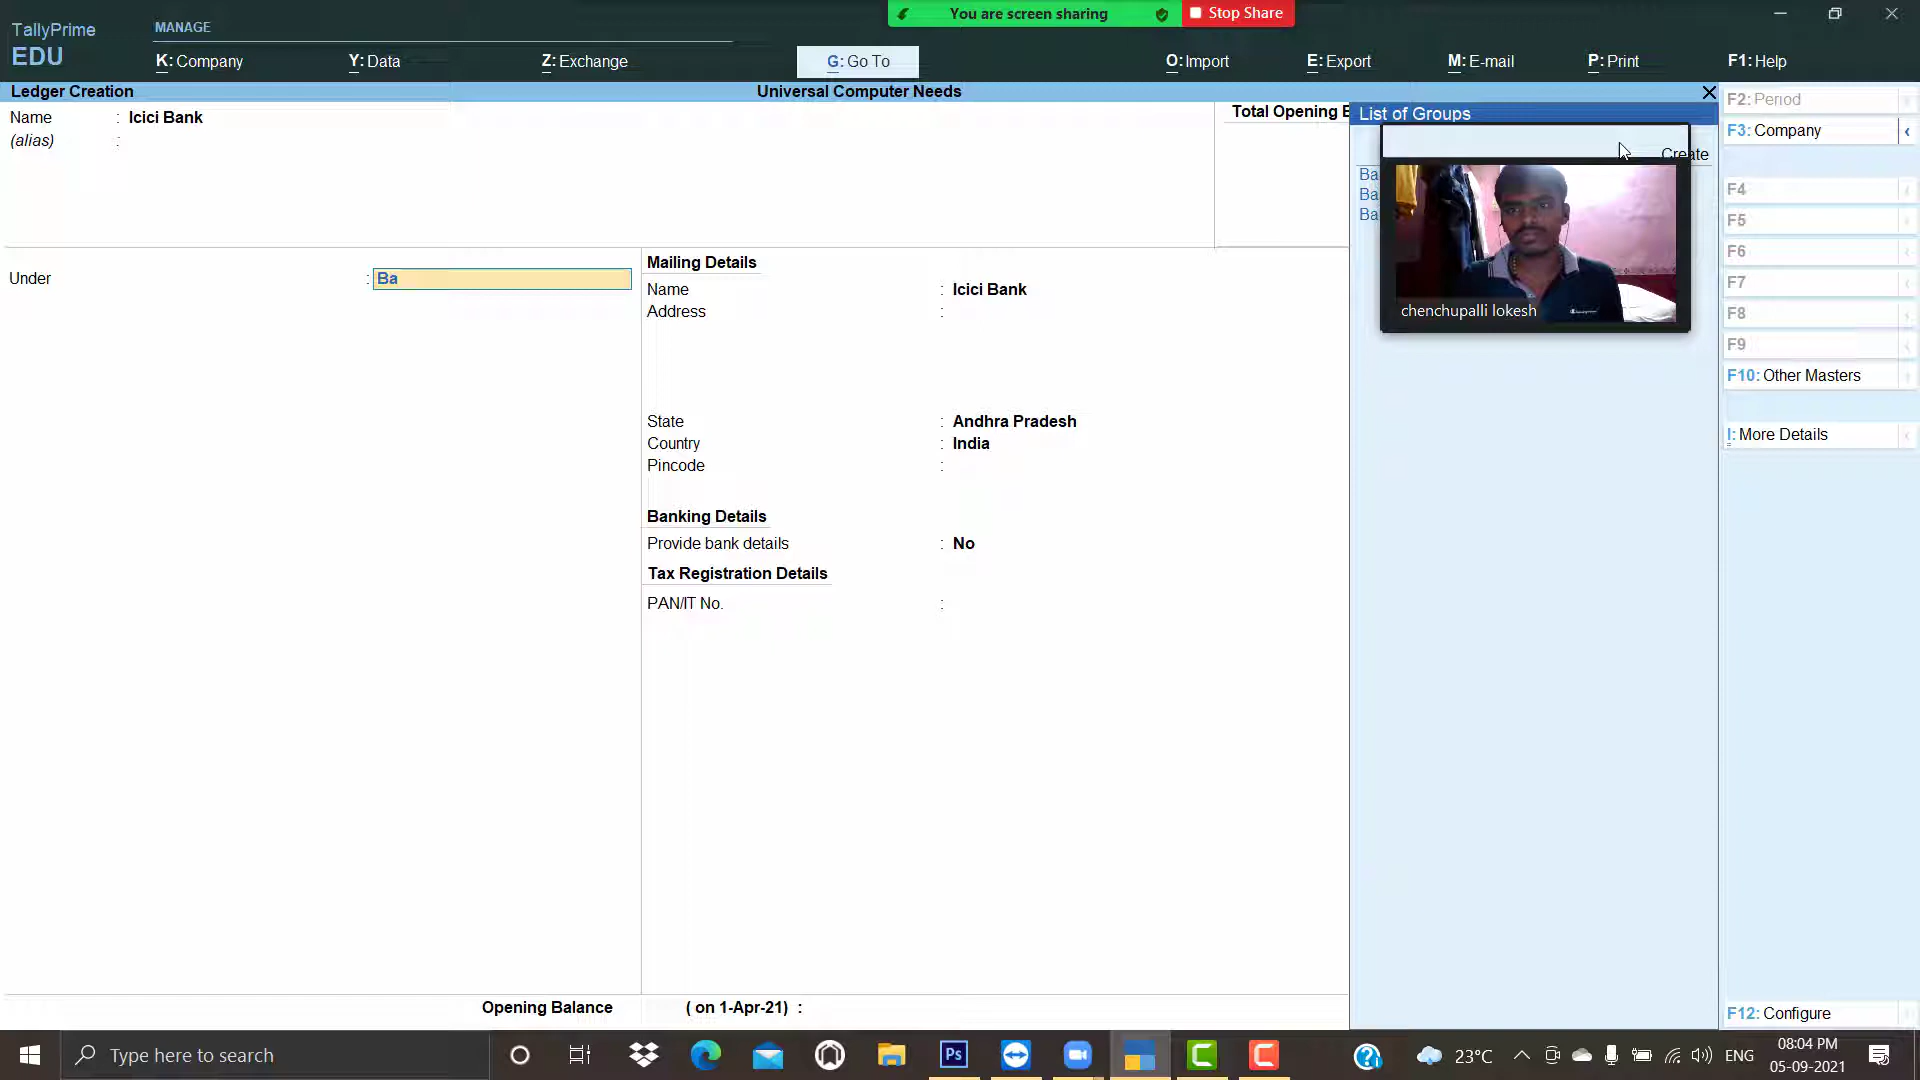 TallyPrime
EDU
MANAGE
K: Company
Y: Data
Z: Exchange
G: Go To
O: Import
E: Export
M: E-mail
P: Print
F1: Help
You are screen sharing
Stop Share
Ledger Creation
Universal Computer Needs
Name : Icici Bank
(alias) :
Total Opening B
List of Groups
Create
Ba
Ba
Ba
chenchupalli lokesh
Under : Ba
Mailing Details
Name : Icici Bank
Address :
State : Andhra Pradesh
Country : India
Pincode :
Banking Details
Provide bank details : No
Tax Registration Details
PAN/IT No. :
Opening Balance ( on 1-Apr-21) :
F2: Period
F3: Company
F4
F5
F6
F7
F8
F9
F10: Other Masters
I: More Details
F12: Configure
Type here to search
Ps
23°C
ENG
08:04 PM
05-09-2021